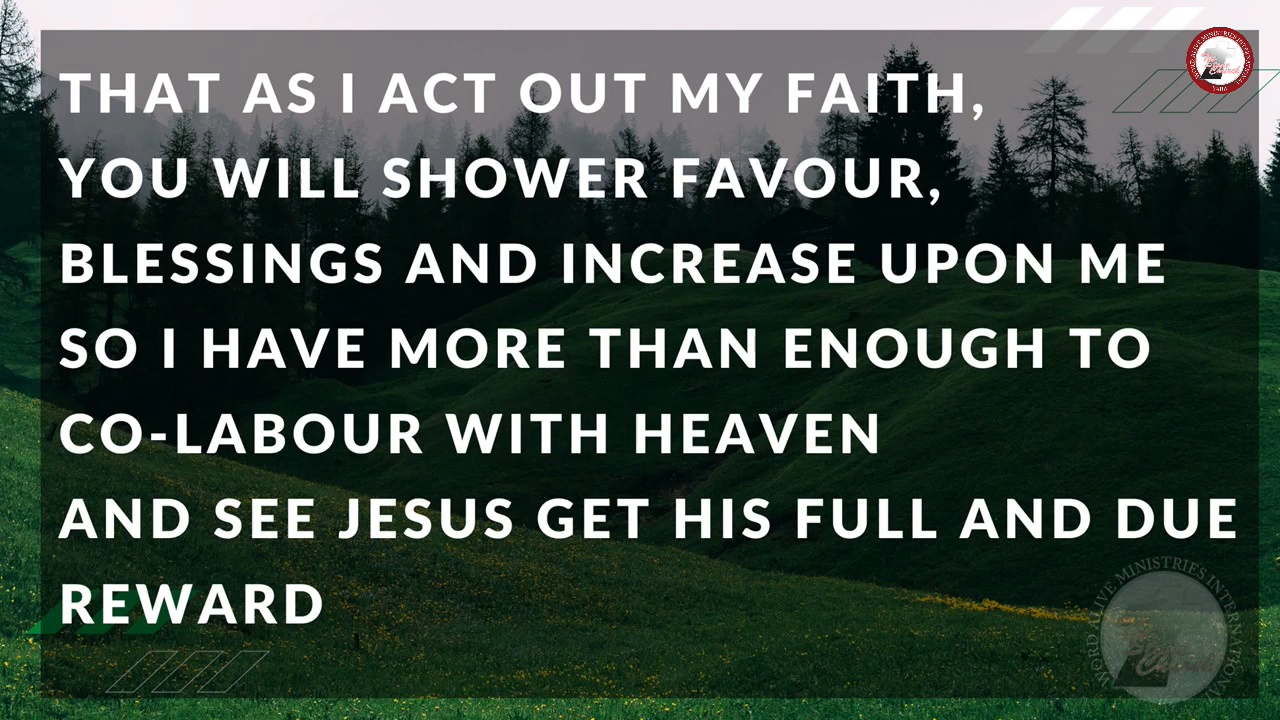 THAT AS I ACT OUT MY FAITH,
YOU WILL SHOWER FAVOUR,
BLESSINGS AND INCREASE UPON ME
SO I HAVE MORE THAN ENOUGH TO
CO-LABOUR WITH HEAVEN
AND SEE JESUS GET HIS FULL AND DUE
REWARD
WORD ALIVE MINISTRIES INTERNATIONAL